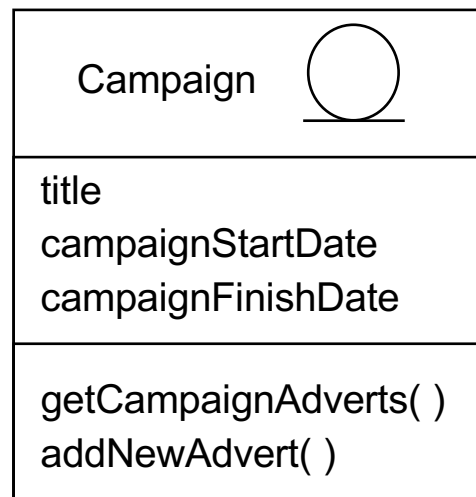 Campaign
title
campaignStartDate
campaignFinishDate
getCampaignAdverts( )
addNewAdvert( )